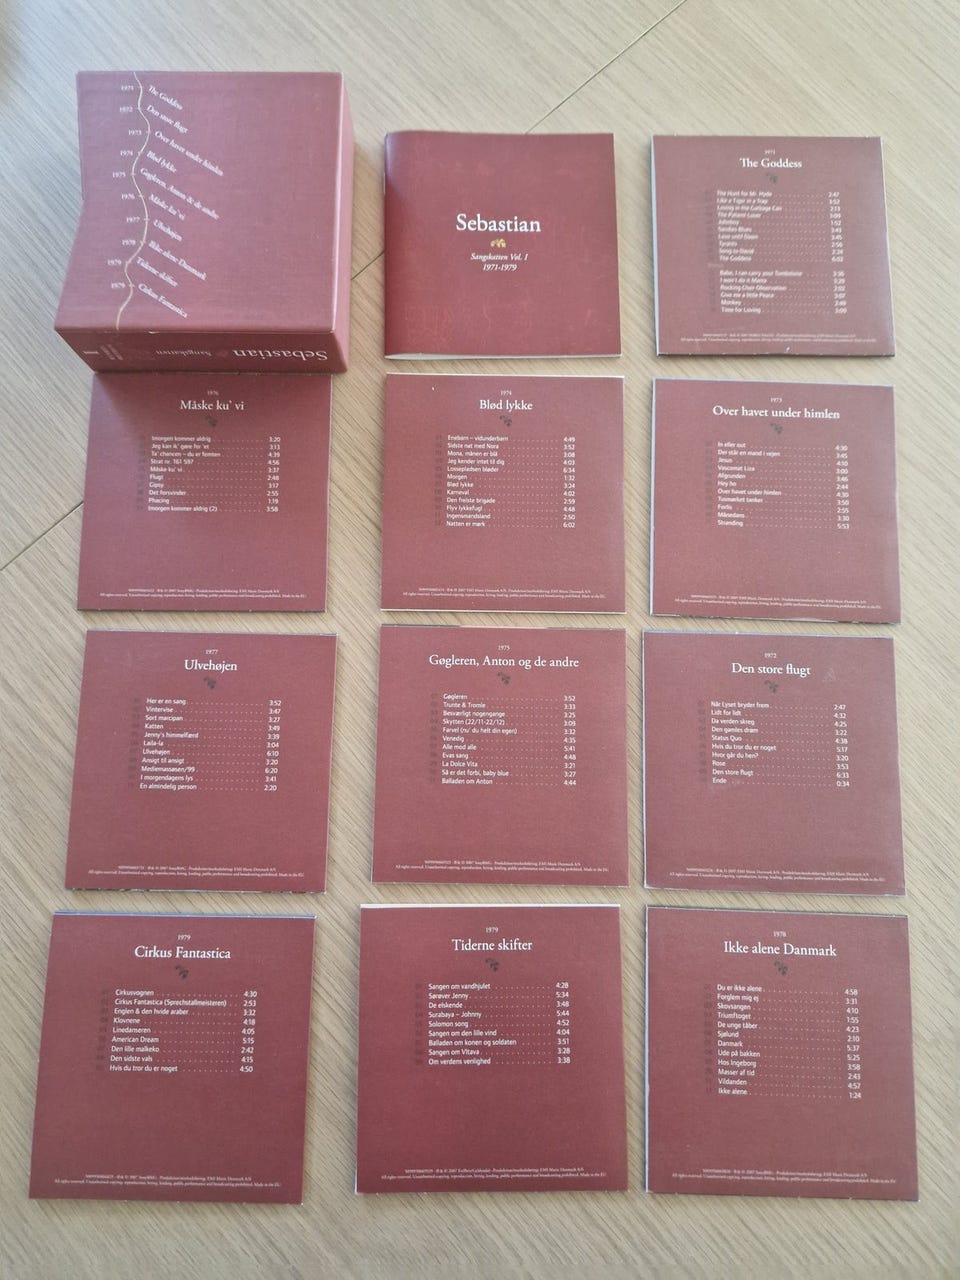 1971 The Goddess
1972 Den store flugt
1973 Over havet under himlen
1974 Blød lykke
1975 Gøgleren, Anton & de andre
1976 Måske ku' vi
1977 Ulvehøjen
1978 Ikke alene Danmark
1979 Tiderne skifter
1979 Cirkus Fantastica
Sebastian Sangskatten
Sebastian
Sangskatten Vol. 1
1971-1979
1971
The Goddess
The Hunt for Mr. Hyde 2:47
Like a Tiger in a Trap 3:52
Loving in the Garbage Can 2:13
The Patient Lover 3:09
Johnboy 1:52
Sandies Blues 3:43
Love until Dawn 3:45
Tyrants 2:56
Song to David 2:28
The Goddess 6:02
Babe, I can carry your Tombstone 3:36
I won't do it Mama 3:29
Rocking Chair Observation 2:02
Give me a little Peace 3:07
Monkey 3:49
Time for Loving 3:00
1976
Måske ku' vi
Imorgen kommer aldrig 3:20
Jeg kan ik' gøre for 'et 3:13
Ta' chancen – du er femten 4:39
Strat nr. 161 597 4:56
Måske ku' vi 3:37
Flugt 2:48
Gipsy 3:17
Det forsvinder 2:55
Phacing 1:19
Imorgen kommer aldrig (2) 3:58
1974
Blød lykke
Enebarn – vidunderbarn 4:49
Sidste nat med Nora 3:52
Mona, månen er blå 3:08
Jeg kender intet til dig 4:03
Lossepladsen bløder 6:34
Morgen 1:32
Blød lykke 3:24
Karneval 4:02
Den frelste brigade 2:59
Flyv lykkefugl 4:48
Ingenmandsland 2:50
Natten er mørk 6:02
1973
Over havet under himlen
In eller out 4:30
Der står en mand i vejen 3:45
Jesus 4:10
Vuscomat Liza 3:00
Afgrunden 3:46
Hey ho 2:44
Over havet under himlen 4:30
Tusmørket tanker 3:50
Forlis 2:55
Månedans 3:30
Stranding 5:53
1977
Ulvehøjen
Her er en sang 3:52
Vintervise 3:47
Sort marcipan 3:27
Katten 3:49
Jenny's himmelfærd 3:39
Laila-la 3:04
Ulvehøjen 6:10
Ansigt til ansigt 3:20
Mediemassøsen/99 6:20
I morgendagens lys 3:41
En almindelig person 2:20
1975
Gøgleren, Anton og de andre
Gøgleren 3:52
Trunte & Tromle 3:33
Besværligt nogengange 3:25
Skytten (22/11-22/12) 3:09
Farvel (nu' du helt din egen) 3:32
Venedig 4:35
Alle mod alle 5:41
Evas sang 4:48
La Dolce Vita 3:21
Så er det forbi, baby blue 3:27
Balladen om Anton 4:44
1972
Den store flugt
Når Lyset bryder frem 2:47
Lidt for lidt 4:32
Da verden skreg 4:25
Den gamles drøm 3:22
Status Quo 4:38
Hvis du tror du er noget 5:17
Hvor går du hen? 3:20
Rose 3:53
Den store flugt 6:33
Ende 0:34
1979
Cirkus Fantastica
Cirkusvognen 4:30
Cirkus Fantastica (Sprechstallmeisteren) 2:53
Englen & den hvide araber 3:32
Klovnene 4:18
Linedanseren 4:05
American Dream 5:15
Den lille malkeko 2:42
Den sidste vals 4:15
Hvis du tror du er noget 4:50
1979
Tiderne skifter
Sangen om vandhjulet 4:28
Sørøver Jenny 5:34
De elskende 3:48
Surabaya – Johnny 5:44
Solomon song 4:52
Sangen om den lille vind 4:04
Balladen om konen og soldaten 3:51
Sangen om Vltava 3:28
Om verdens venlighed 3:38
1978
Ikke alene Danmark
Du er ikke alene 4:58
Forglem mig ej 3:31
Skovsangen 4:10
Triumftoget 1:55
De unge tåber 4:23
Sjølund 2:10
Danmark 5:37
Ude på bakken 5:25
Hos Ingeborg 3:58
Masser af tid 2:43
Vildanden 4:57
Ikke alene 1:24